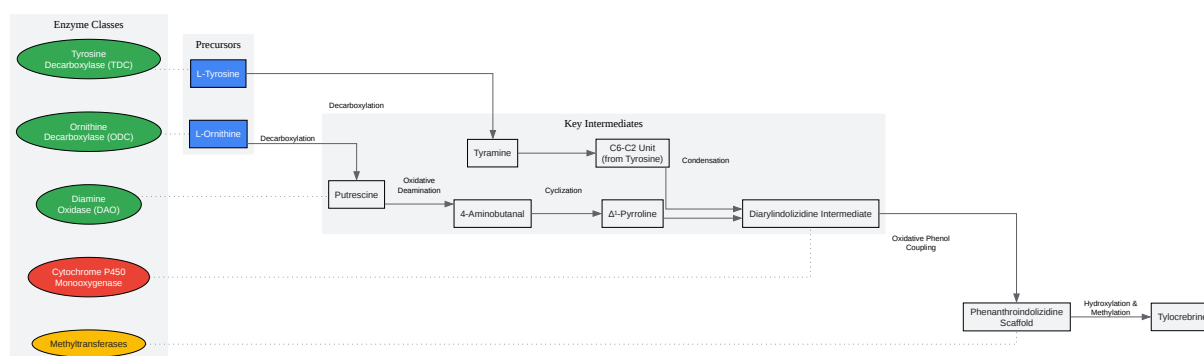 Enzyme Classes
Tyrosine
Decarboxylase (TDC)
Ornithine
Decarboxylase (ODC)
Diamine
Oxidase (DAO)
Cytochrome P450
Monooxygenase
Methyltransferases
Precursors
L-Tyrosine
L-Ornithine
Decarboxylation
Decarboxylation
Key Intermediates
Tyramine
C6-C2 Unit
(from Tyrosine)
Condensation
Putrescine
Oxidative
Deamination
4-Aminobutanal
Cyclization
Δ¹-Pyrroline
Diarylindolizidine Intermediate
Oxidative Phenol
Coupling
Phenanthroindolizidine
Scaffold
Hydroxylation &
Methylation
Tylocrebrine